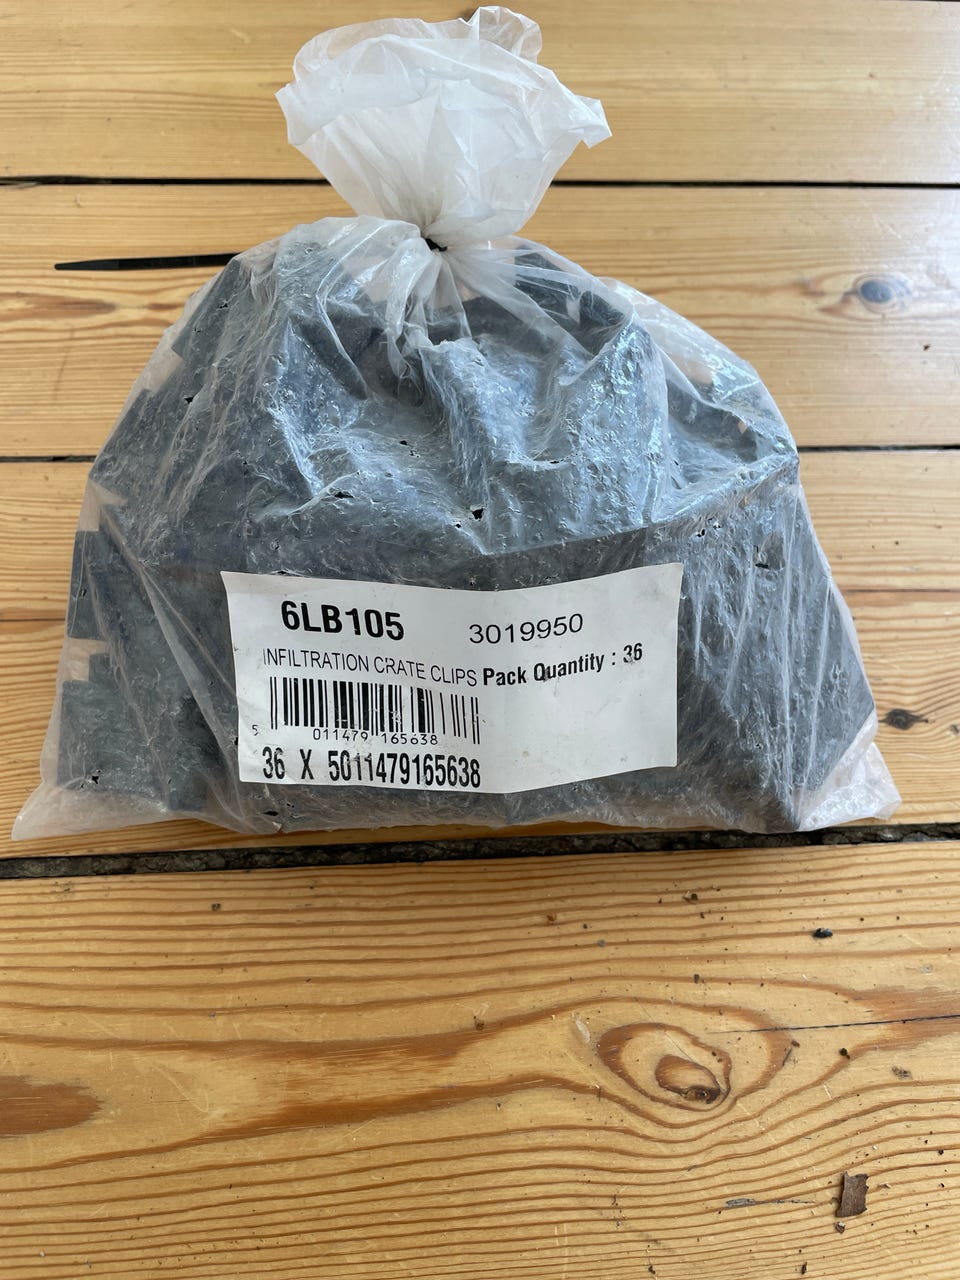 6LB105 3019950
INFILTRATION CRATE CLIPS Pack Quantity : 36
5 011479 165638
36 X 5011479165638